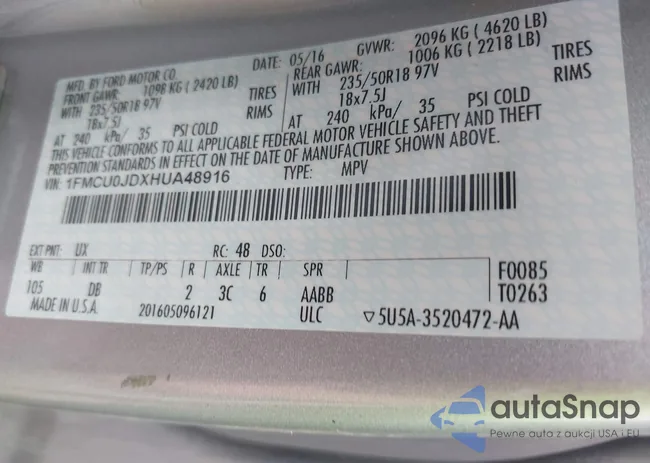 MFD. BY FORD MOTOR CO.
DATE: 05/16 GVWR: 2096 KG ( 4620 LB)
FRONT GAWR: 1098 KG ( 2420 LB)
REAR GAWR: 1006 KG ( 2218 LB)
WITH 235/50R18 97V TIRES
WITH 235/50R18 97V TIRES
18x7.5J RIMS
18x7.5J RIMS
AT 240 kPa/ 35 PSI COLD
AT 240 kPa/ 35 PSI COLD
THIS VEHICLE CONFORMS TO ALL APPLICABLE FEDERAL MOTOR VEHICLE SAFETY AND THEFT
PREVENTION STANDARDS IN EFFECT ON THE DATE OF MANUFACTURE SHOWN ABOVE.
VIN: 1FMCU0JDXHUA48916 TYPE: MPV
EXT PNT: UX RC: 48 DSO:
WB INT TR TP/PS R AXLE TR SPR F0085
105 DB 2 3C 6 AABB T0263
MADE IN U.S.A. 201605096121 ULC ▽5U5A-3520472-AA
autaSnap
Pewne auta z aukcji USA i EU